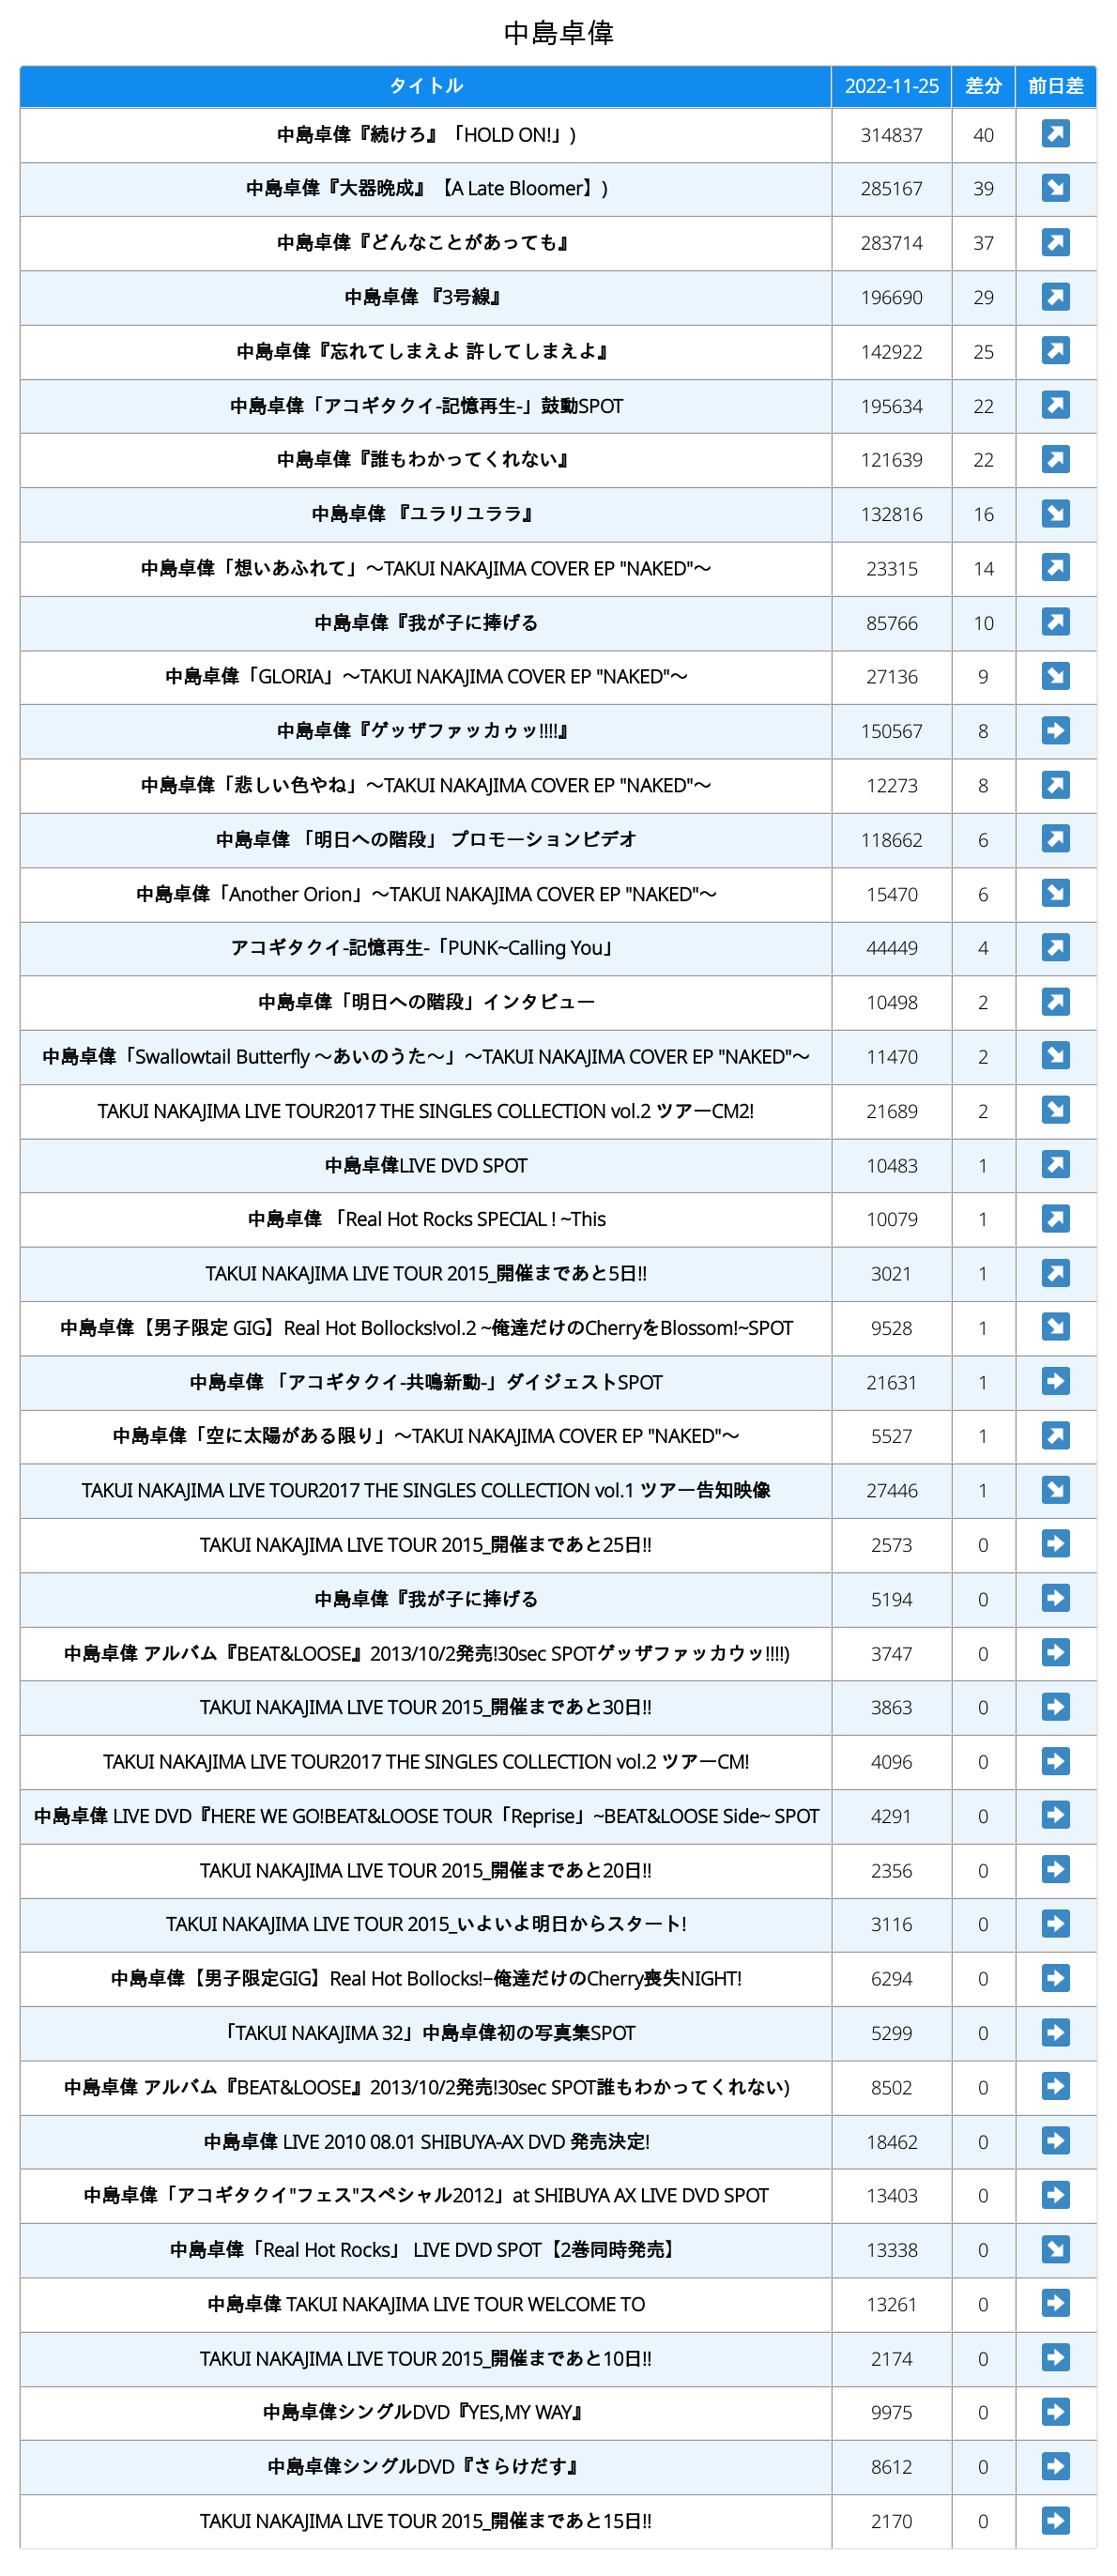 中島卓偉
タイトル 2022-11-25 差分 前日差
中島卓偉『続けろ』「HOLD ON!」) 314837 40 ↗
中島卓偉『大器晩成』【A Late Bloomer】) 285167 39 ↘
中島卓偉『どんなことがあっても』 283714 37 ↗
中島卓偉 『3号線』 196690 29 ↗
中島卓偉『忘れてしまえよ 許してしまえよ』 142922 25 ↗
中島卓偉「アコギタクイ-記憶再生-」鼓動SPOT 195634 22 ↗
中島卓偉『誰もわかってくれない』 121639 22 ↗
中島卓偉 『ユラリユララ』 132816 16 ↘
中島卓偉「想いあふれて」〜TAKUI NAKAJIMA COVER EP "NAKED"〜 23315 14 ↗
中島卓偉『我が子に捧げる 85766 10 ↗
中島卓偉「GLORIA」〜TAKUI NAKAJIMA COVER EP "NAKED"〜 27136 9 ↘
中島卓偉『ゲッザファッカゥッ!!!!』 150567 8 ➡
中島卓偉「悲しい色やね」〜TAKUI NAKAJIMA COVER EP "NAKED"〜 12273 8 ↗
中島卓偉 「明日への階段」 プロモーションビデオ 118662 6 ↗
中島卓偉「Another Orion」〜TAKUI NAKAJIMA COVER EP "NAKED"〜 15470 6 ↘
アコギタクイ-記憶再生-「PUNK~Calling You」 44449 4 ↗
中島卓偉「明日への階段」インタビュー 10498 2 ↗
中島卓偉「Swallowtail Butterfly 〜あいのうた〜」〜TAKUI NAKAJIMA COVER EP "NAKED"〜 11470 2 ↘
TAKUI NAKAJIMA LIVE TOUR2017 THE SINGLES COLLECTION vol.2 ツアーCM2! 21689 2 ↘
中島卓偉LIVE DVD SPOT 10483 1 ↗
中島卓偉 「Real Hot Rocks SPECIAL ! ~This 10079 1 ↗
TAKUI NAKAJIMA LIVE TOUR 2015_開催まであと5日!! 3021 1 ↗
中島卓偉【男子限定 GIG】Real Hot Bollocks!vol.2 ~俺達だけのCherryをBlossom!~SPOT 9528 1 ↘
中島卓偉 「アコギタクイ-共鳴新動-」ダイジェストSPOT 21631 1 ➡
中島卓偉「空に太陽がある限り」〜TAKUI NAKAJIMA COVER EP "NAKED"〜 5527 1 ↗
TAKUI NAKAJIMA LIVE TOUR2017 THE SINGLES COLLECTION vol.1 ツアー告知映像 27446 1 ↘
TAKUI NAKAJIMA LIVE TOUR 2015_開催まであと25日!! 2573 0 ➡
中島卓偉『我が子に捧げる 5194 0 ➡
中島卓偉 アルバム『BEAT&LOOSE』2013/10/2発売!30sec SPOTゲッザファッカウッ!!!!) 3747 0 ➡
TAKUI NAKAJIMA LIVE TOUR 2015_開催まであと30日!! 3863 0 ➡
TAKUI NAKAJIMA LIVE TOUR2017 THE SINGLES COLLECTION vol.2 ツアーCM! 4096 0 ➡
中島卓偉 LIVE DVD『HERE WE GO!BEAT&LOOSE TOUR「Reprise」~BEAT&LOOSE Side~ SPOT 4291 0 ➡
TAKUI NAKAJIMA LIVE TOUR 2015_開催まであと20日!! 2356 0 ➡
TAKUI NAKAJIMA LIVE TOUR 2015_いよいよ明日からスタート! 3116 0 ➡
中島卓偉【男子限定GIG】Real Hot Bollocks!−俺達だけのCherry喪失NIGHT! 6294 0 ➡
「TAKUI NAKAJIMA 32」中島卓偉初の写真集SPOT 5299 0 ➡
中島卓偉 アルバム『BEAT&LOOSE』2013/10/2発売!30sec SPOT誰もわかってくれない) 8502 0 ➡
中島卓偉 LIVE 2010 08.01 SHIBUYA-AX DVD 発売決定! 18462 0 ➡
中島卓偉「アコギタクイ"フェス"スペシャル2012」at SHIBUYA AX LIVE DVD SPOT 13403 0 ➡
中島卓偉「Real Hot Rocks」 LIVE DVD SPOT【2巻同時発売】 13338 0 ↘
中島卓偉 TAKUI NAKAJIMA LIVE TOUR WELCOME TO 13261 0 ➡
TAKUI NAKAJIMA LIVE TOUR 2015_開催まであと10日!! 2174 0 ➡
中島卓偉シングルDVD『YES,MY WAY』 9975 0 ➡
中島卓偉シングルDVD『さらけだす』 8612 0 ➡
TAKUI NAKAJIMA LIVE TOUR 2015_開催まであと15日!! 2170 0 ➡